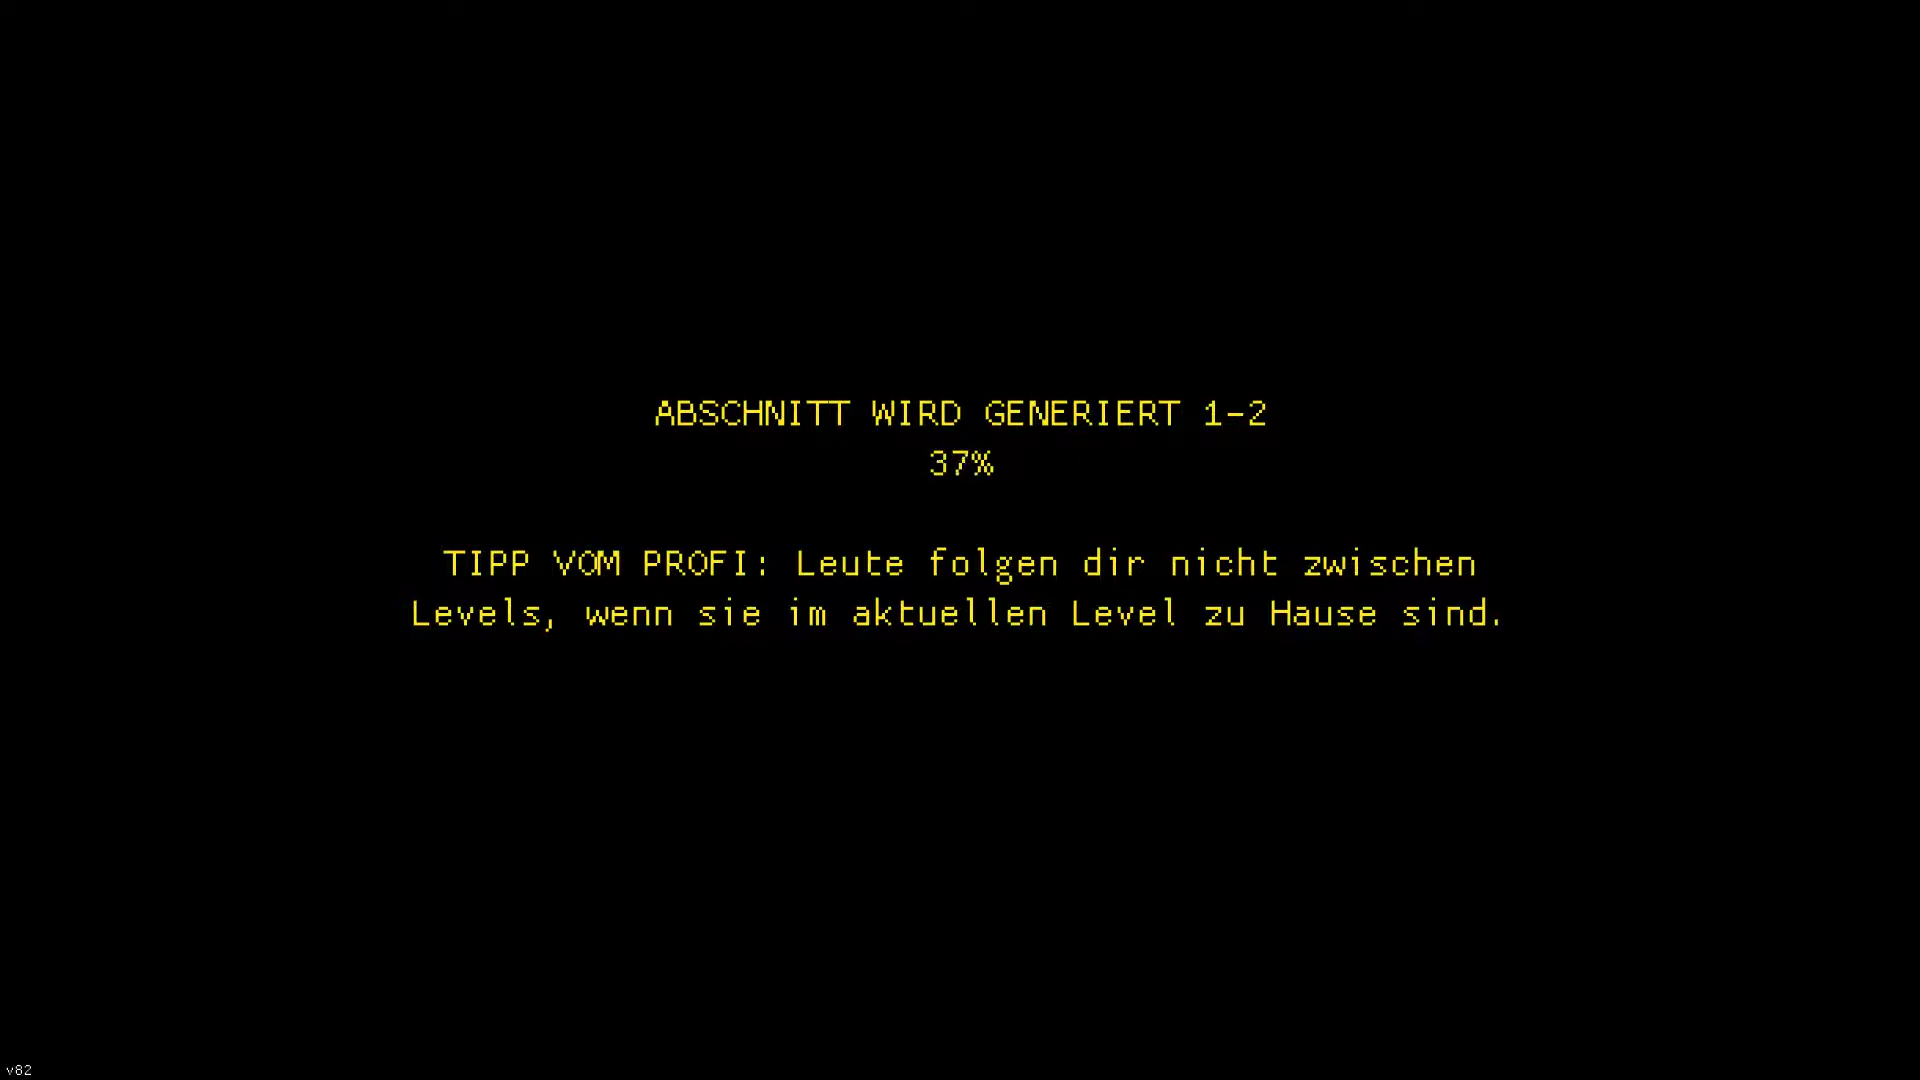 ABSCHNITT WIRD GENERIERT 1-2
37%
TIPP VOM PROFI: Leute folgen dir nicht zwischen
Levels, wenn sie im aktuellen Level zu Hause sind.
v82